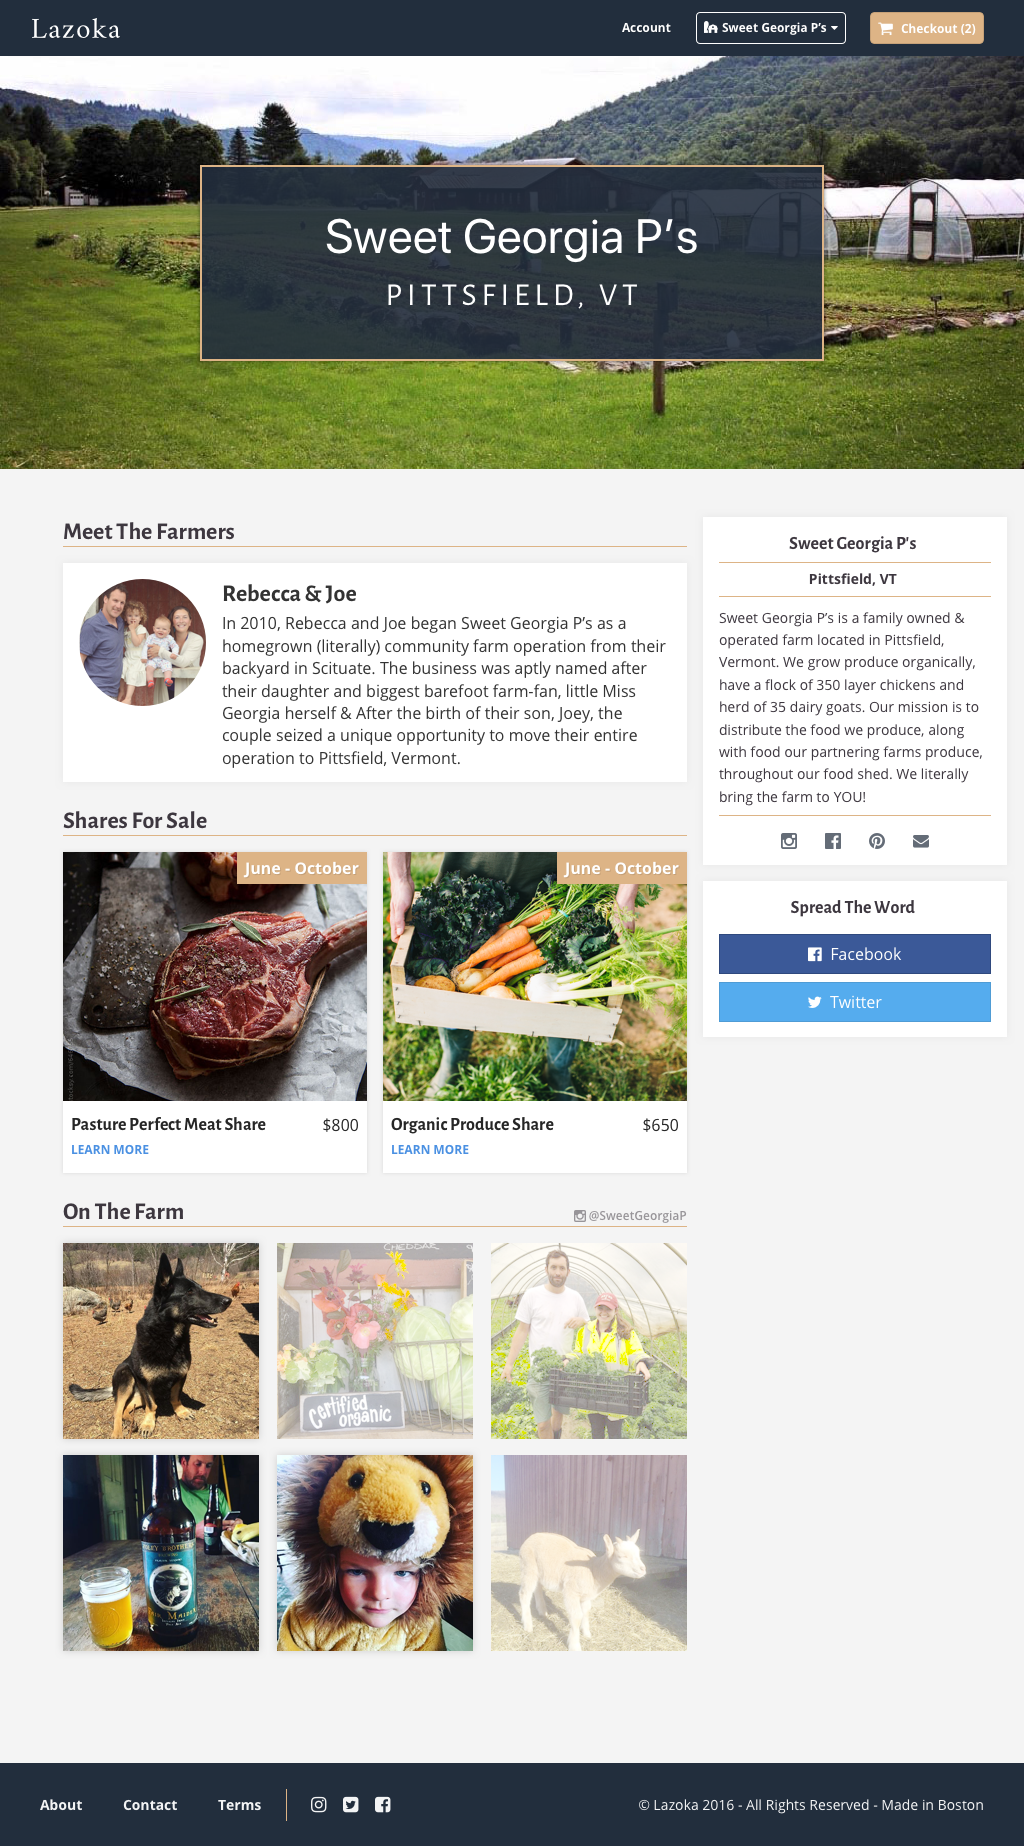 Lazoka
Account
Sweet Georgia P's
Checkout (2)
Sweet Georgia P's
PITTSFIELD, VT
Meet The Farmers
Rebecca & Joe
In 2010, Rebecca and Joe began Sweet Georgia P's as a
homegrown (literally) community farm operation from their
backyard in Scituate. The business was aptly named after
their daughter and biggest barefoot farm-fan, little Miss
Georgia herself & After the birth of their son, Joey, the
couple seized a unique opportunity to move their entire
operation to Pittsfield, Vermont.
Sweet Georgia P's
Pittsfield, VT
Sweet Georgia P's is a family owned &
operated farm located in Pittsfield,
Vermont. We grow produce organically,
have a flock of 350 layer chickens and
herd of 35 dairy goats. Our mission is to
distribute the food we produce, along
with food our partnering farms produce,
throughout our food shed. We literally
bring the farm to YOU!
Spread The Word
Facebook
Twitter
Shares For Sale
June - October
June - October
Pasture Perfect Meat Share
$800
LEARN MORE
Organic Produce Share
$650
LEARN MORE
On The Farm
@SweetGeorgiaP
CHEDDAR
Certified
organic
About
Contact
Terms
© Lazoka 2016 - All Rights Reserved - Made in Boston